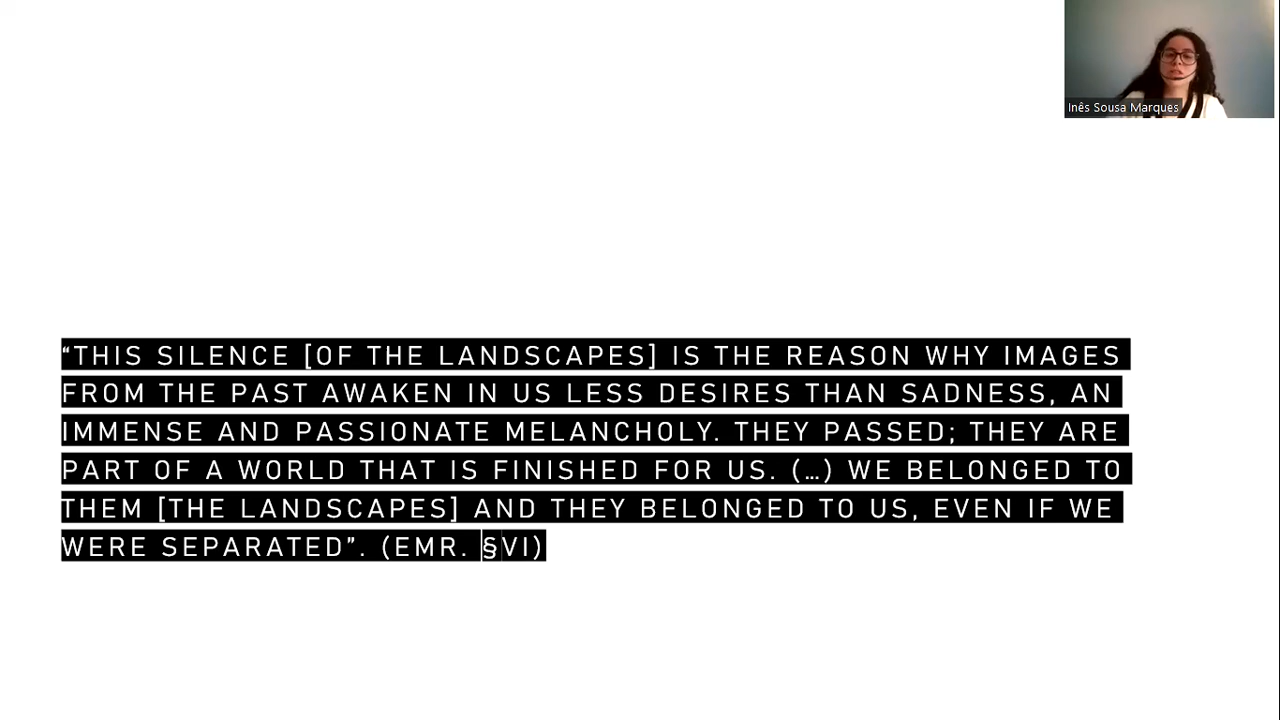 Inês Sousa Marques
“THIS SILENCE [OF THE LANDSCAPES] IS THE REASON WHY IMAGES
FROM THE PAST AWAKEN IN US LESS DESIRES THAN SADNESS, AN
IMMENSE AND PASSIONATE MELANCHOLY. THEY PASSED; THEY ARE
PART OF A WORLD THAT IS FINISHED FOR US. (…) WE BELONGED TO
THEM [THE LANDSCAPES] AND THEY BELONGED TO US, EVEN IF WE
WERE SEPARATED”. (EMR. §VI)